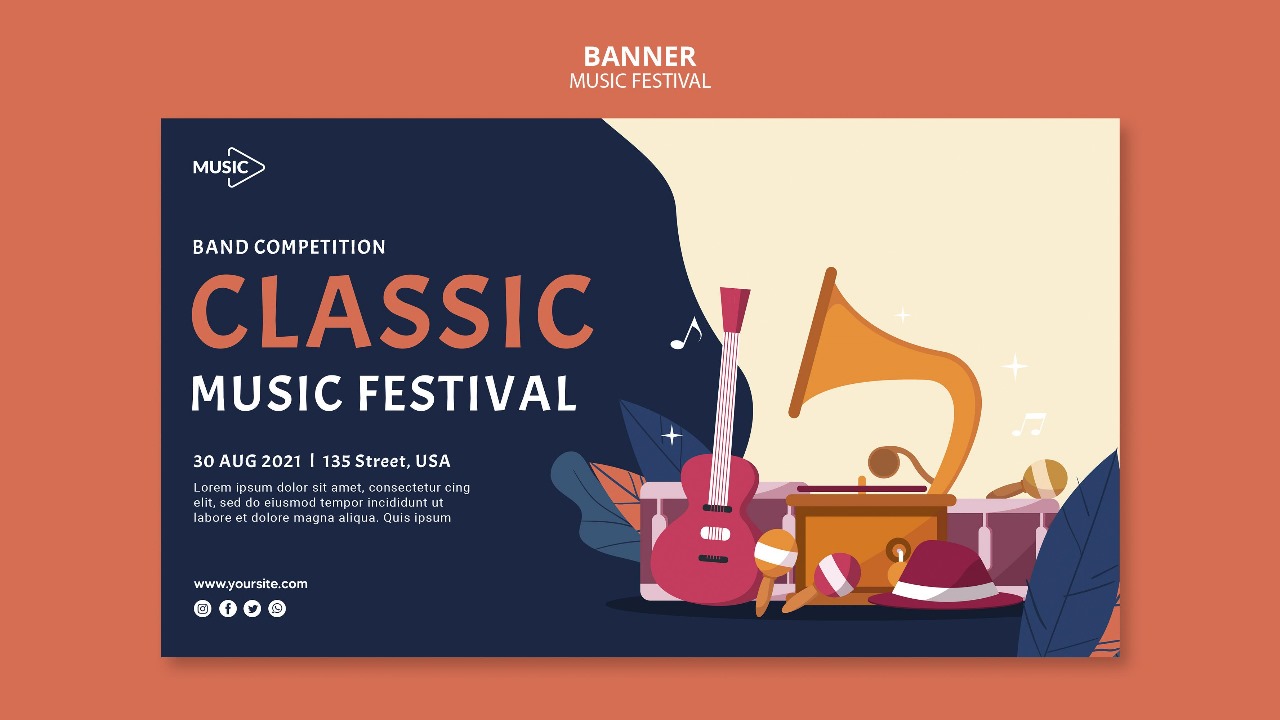 BANNER
MUSIC FESTIVAL
MUSIC
BAND COMPETITION
CLASSIC
MUSIC FESTIVAL
30 AUG 2021 | 135 Street, USA
Lorem ipsum dolor sit amet, consectetur cing
elit, sed do eiusmod tempor incididunt ut
labore et dolore magna aliqua. Quis ipsum
www.yoursite.com